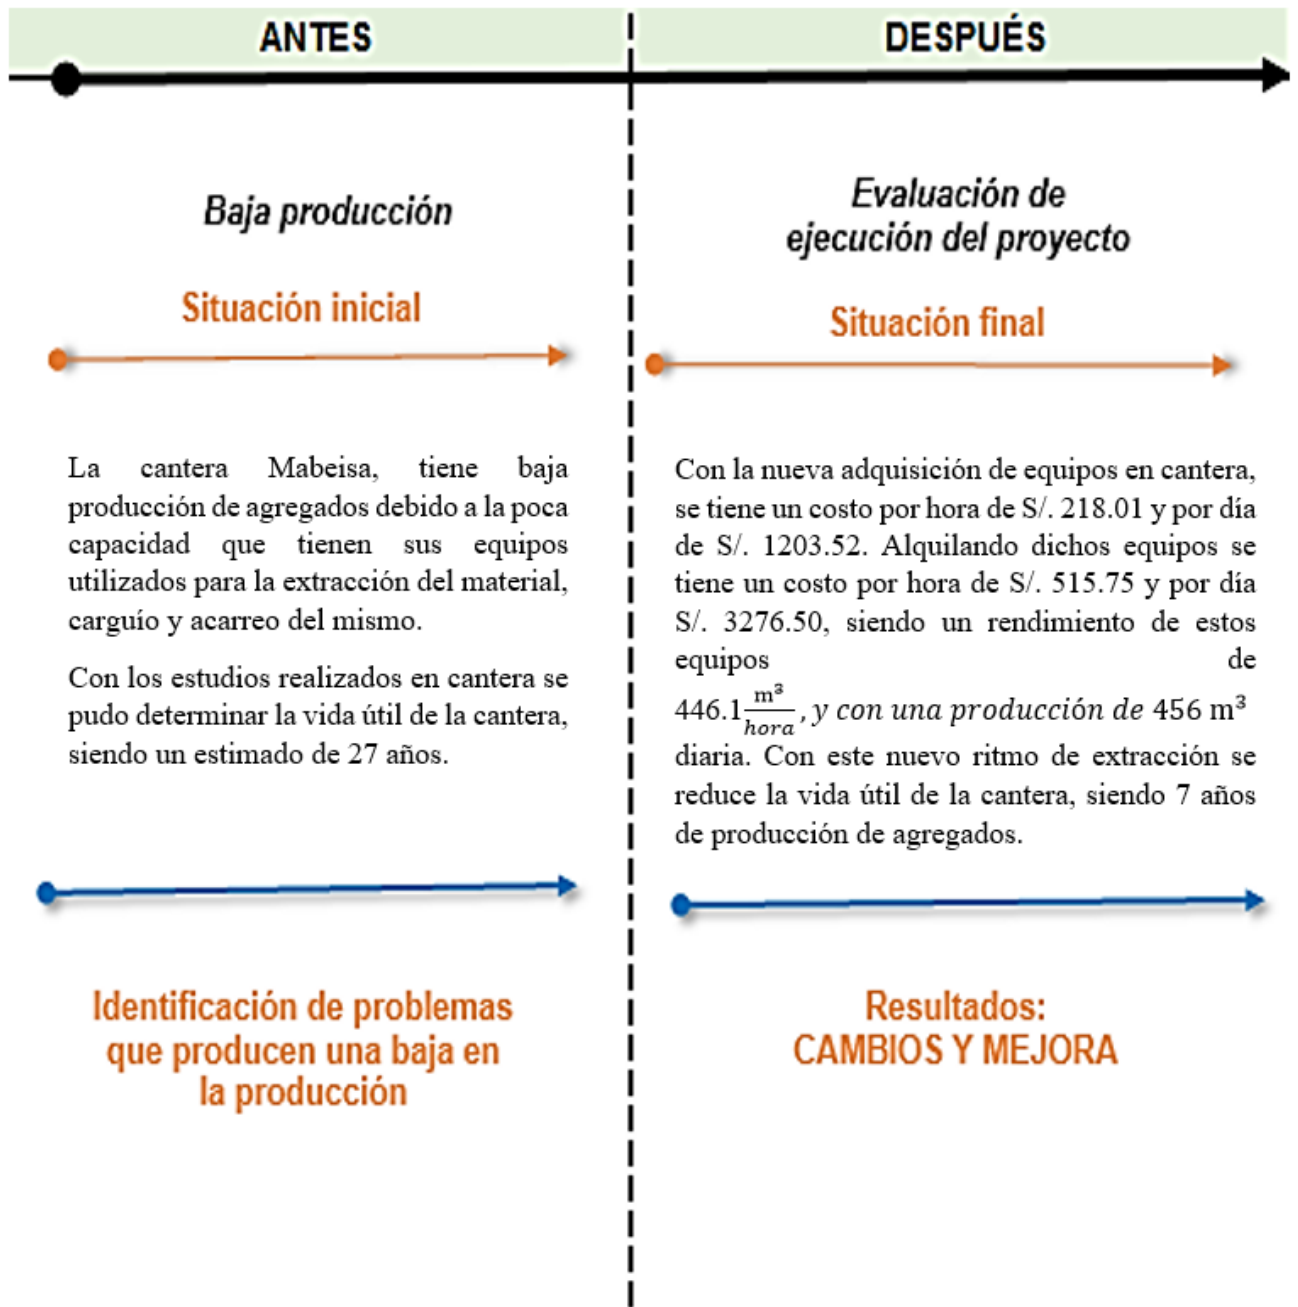 ANTES
DESPUÉS
Baja producción
Situación inicial
La cantera Mabeisa, tiene baja
producción de agregados debido a la poca
capacidad que tienen sus equipos
utilizados para la extracción del material,
carguío y acarreo del mismo.
Con los estudios realizados en cantera se
pudo determinar la vida útil de la cantera,
siendo un estimado de 27 años.
Identificación de problemas
que producen una baja en
la producción
Evaluación de
ejecución del proyecto
Situación final
Con la nueva adquisición de equipos en cantera,
se tiene un costo por hora de S/. 218.01 y por día
de S/. 1203.52. Alquilando dichos equipos se
tiene un costo por hora de S/. 515.75 y por día
S/. 3276.50, siendo un rendimiento de estos
equipos de
446.1 m³/hora, y con una producción de 456 m³
diaria. Con este nuevo ritmo de extracción se
reduce la vida útil de la cantera, siendo 7 años
de producción de agregados.
Resultados:
CAMBIOS Y MEJORA